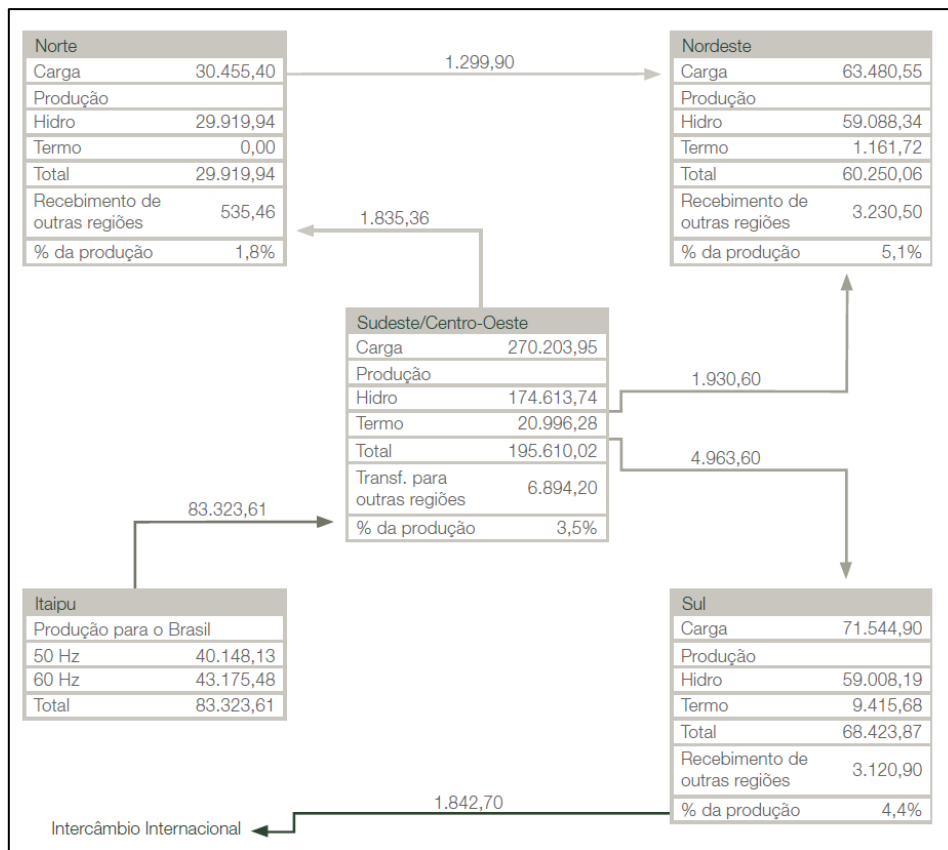 Norte
Carga 30.455,40
Produção
Hidro 29.919,94
Termo 0,00
Total 29.919,94
Recebimento de
outras regiões 535,46
% da produção 1,8%
1.299,90
Nordeste
Carga 63.480,55
Produção
Hidro 59.088,34
Termo 1.161,72
Total 60.250,06
Recebimento de
outras regiões 3.230,50
% da produção 5,1%
1.835,36
Sudeste/Centro-Oeste
Carga 270.203,95
Produção
Hidro 174.613,74
Termo 20.996,28
Total 195.610,02
Transf. para
outras regiões 6.894,20
% da produção 3,5%
1.930,60
4.963,60
83.323,61
Itaipu
Produção para o Brasil
50 Hz 40.148,13
60 Hz 43.175,48
Total 83.323,61
Sul
Carga 71.544,90
Produção
Hidro 59.008,19
Termo 9.415,68
Total 68.423,87
Recebimento de
outras regiões 3.120,90
% da produção 4,4%
1.842,70
Intercâmbio Internacional